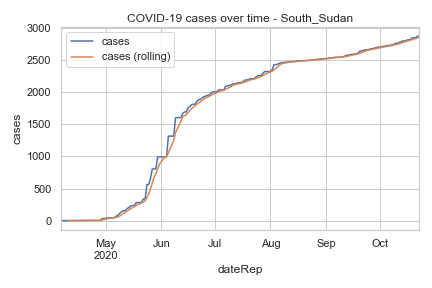 COVID-19 cases over time - South_Sudan
cases
cases (rolling)
3000
2500
2000
1500
1000
500
0
cases
May
2020
Jun
Jul
Aug
Sep
Oct
dateRep